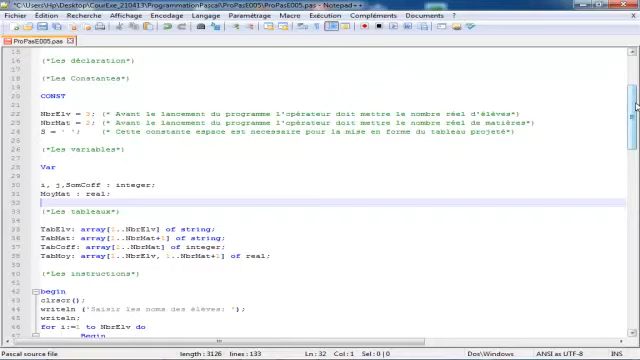 *C:\Users\Hp\Desktop\CourExe_210413\ProgrammationPascal\ProPasE005\ProPasE005.pas - Notepad++
Fichier Édition Recherche Affichage Encodage Langage Paramétrage Macro Exécution Compléments Documents ?
ProPasE005.pas
15
16 (*Les déclaration*)
17
18 (*Les Constantes*)
19
20 CONST
21
22 NbrElv = 3; (* Avant le lancement du programme l'opérateur doit mettre le nombre réel d'élèves*)
23 NbrMat = 2; (* Avant le lancement du programme l'opérateur doit mettre le nombre réel de matières*)
24 S = ' '; (* Cette constante espace est necessaire pour la mise en forme du tableau projeté*)
25
26 (*Les variables*)
27
28 Var
29
30 i, j,SomCoff : integer;
31 MoyMat : real;
32
33 (*Les tableaux*)
34
35 TabElv: array[1..NbrElv] of string;
36 TabMat: array[1..NbrMat+1] of string;
37 TabCoff: array[1..NbrMat] of integer;
38 TabMoy: array[1..NbrElv, 1..NbrMat+1] of real;
39
40 (*Les instructions*)
41
42 begin
43 clrscr();
44 writeln ('Saisir les noms des élèves: ');
45 writeln;
46 for i:=1 to NbrElv do
47 Begin
Pascal source file length : 3126 lines : 133 Ln : 32 Col : 1 Sel : 0 | 0 Dos\Windows ANSI as UTF-8 INS